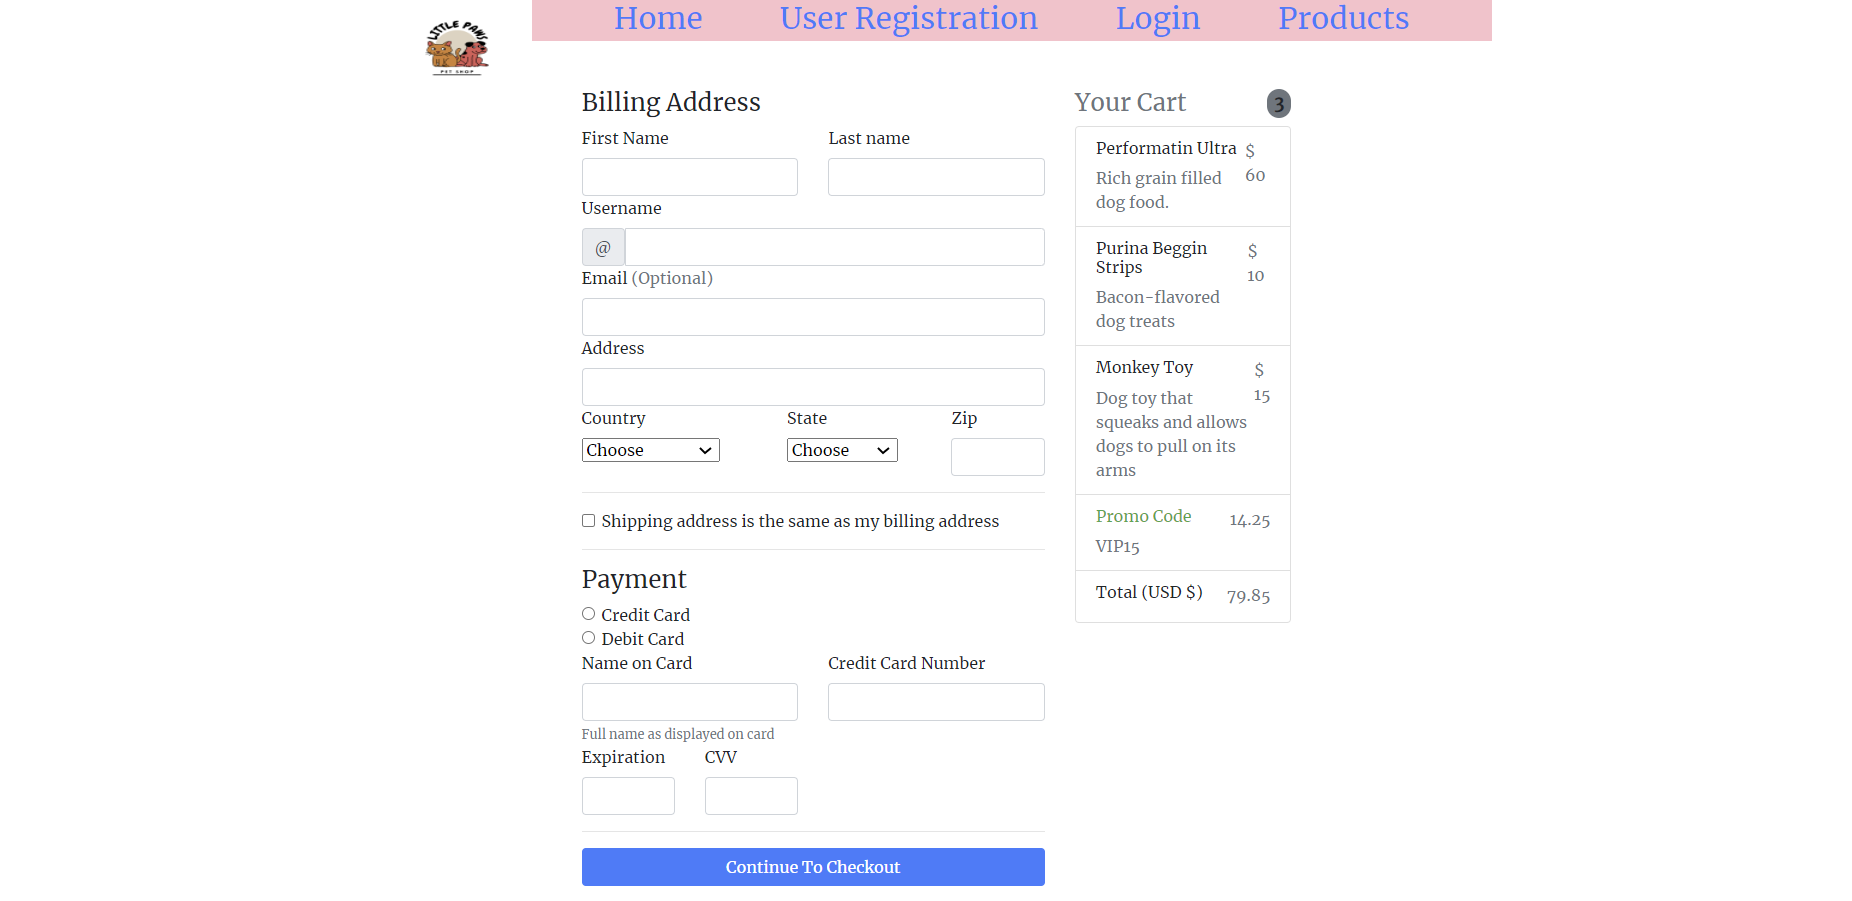 LITTLE PAWS
PET SHOP
Home User Registration Login Products
Billing Address
First Name Last name
Username
@
Email (Optional)
Address
Country State Zip
Choose Choose
Shipping address is the same as my billing address
Payment
Credit Card
Debit Card
Name on Card Credit Card Number
Full name as displayed on card
Expiration CVV
Continue To Checkout
Your Cart 3
Performatin Ultra $
60
Rich grain filled
dog food.
Purina Beggin $
Strips 10
Bacon-flavored
dog treats
Monkey Toy $
15
Dog toy that
squeaks and allows
dogs to pull on its
arms
Promo Code 14.25
VIP15
Total (USD $) 79.85